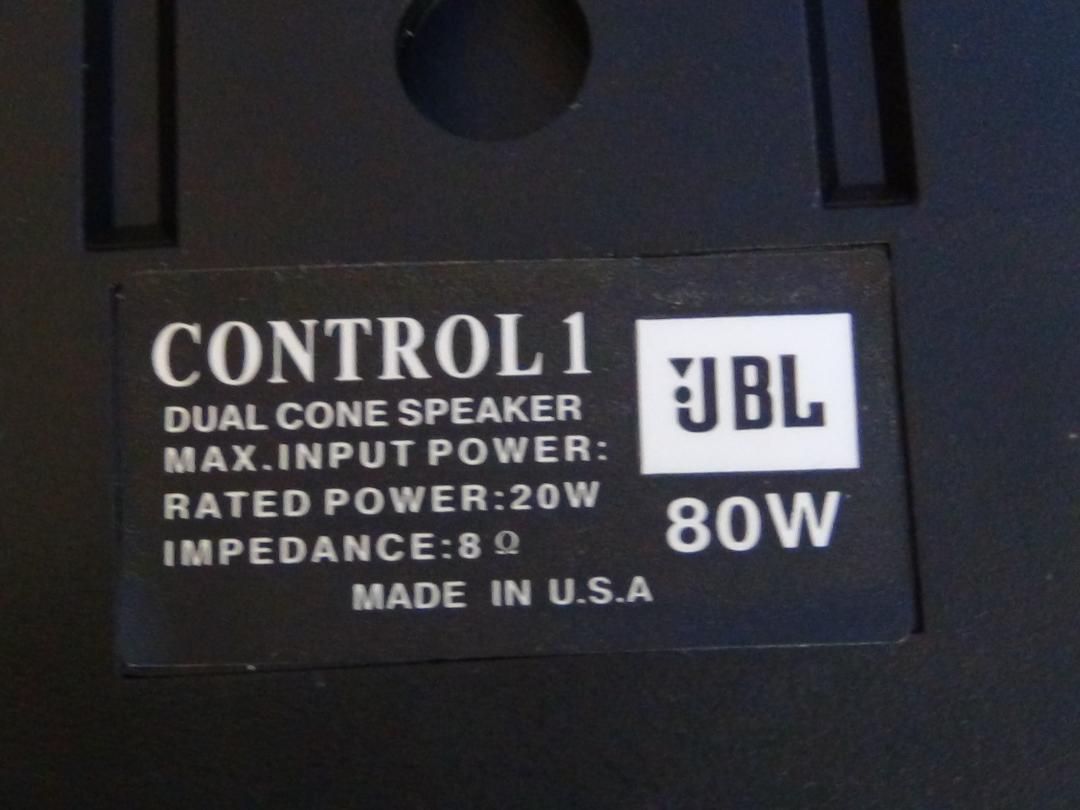 CONTROL 1
DUAL CONE SPEAKER
MAX.INPUT POWER:
RATED POWER:20W
IMPEDANCE:8 Ω
MADE IN U.S.A
JBL
80W